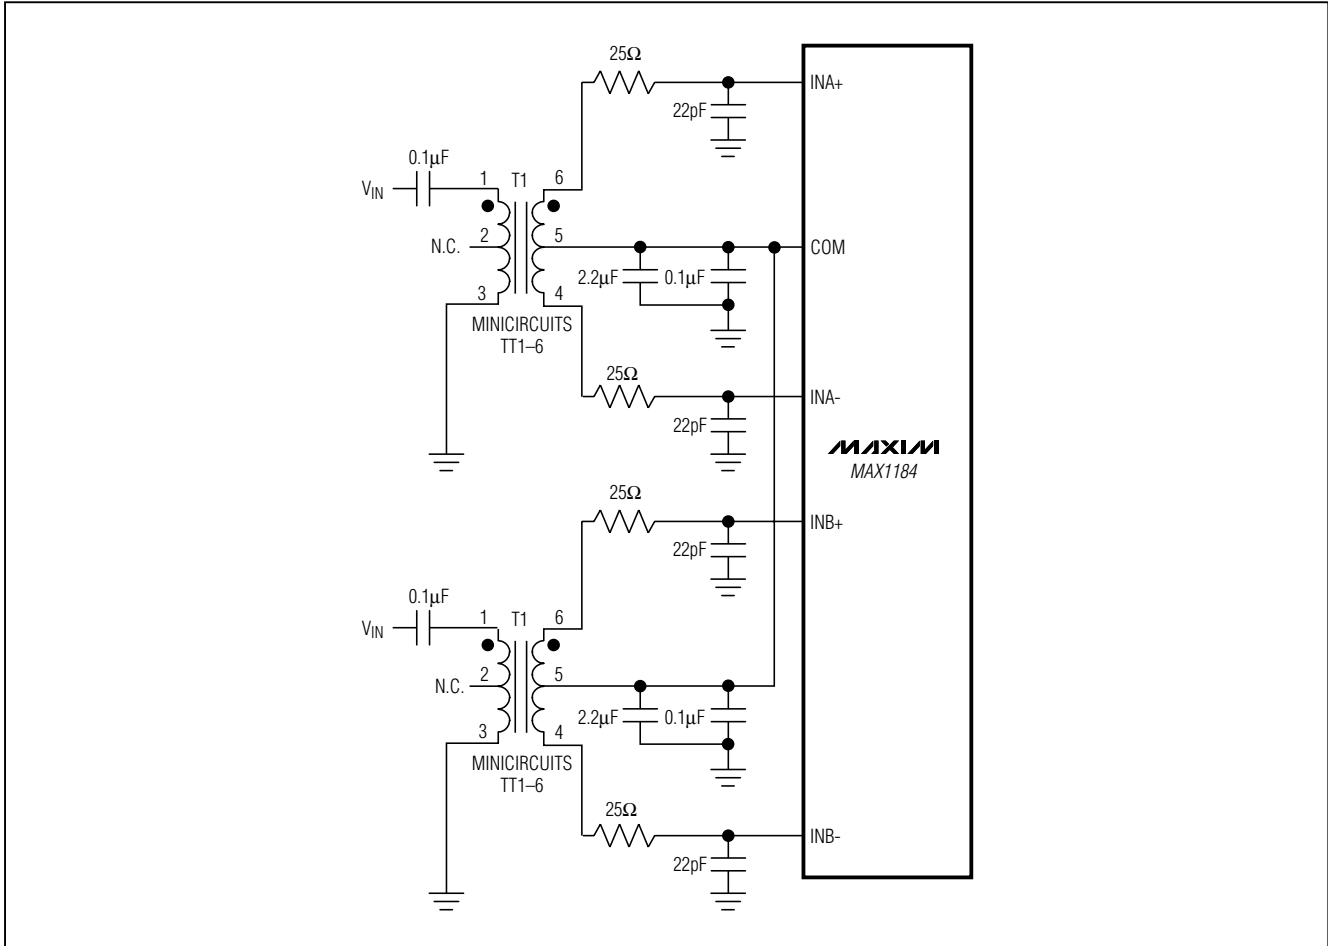 25Ω
INA+
22pF
0.1µF
VIN
1
T1
6
N.C.
2
5
COM
2.2µF
0.1µF
3
4
MINICIRCUITS
TT1–6
25Ω
INA-
22pF
MAXIM
MAX1184
25Ω
INB+
22pF
0.1µF
VIN
1
T1
6
N.C.
2
5
2.2µF
0.1µF
3
4
MINICIRCUITS
TT1–6
25Ω
INB-
22pF